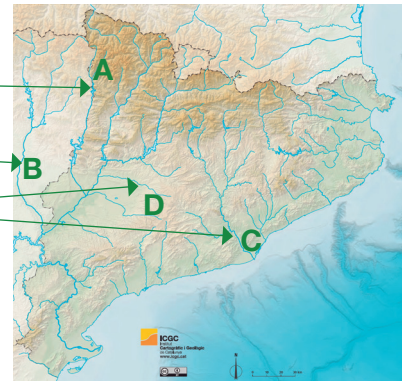 A
B
D
C
ICGC
Institut
Cartogràfic i Geològic
de Catalunya
www.icgc.cat